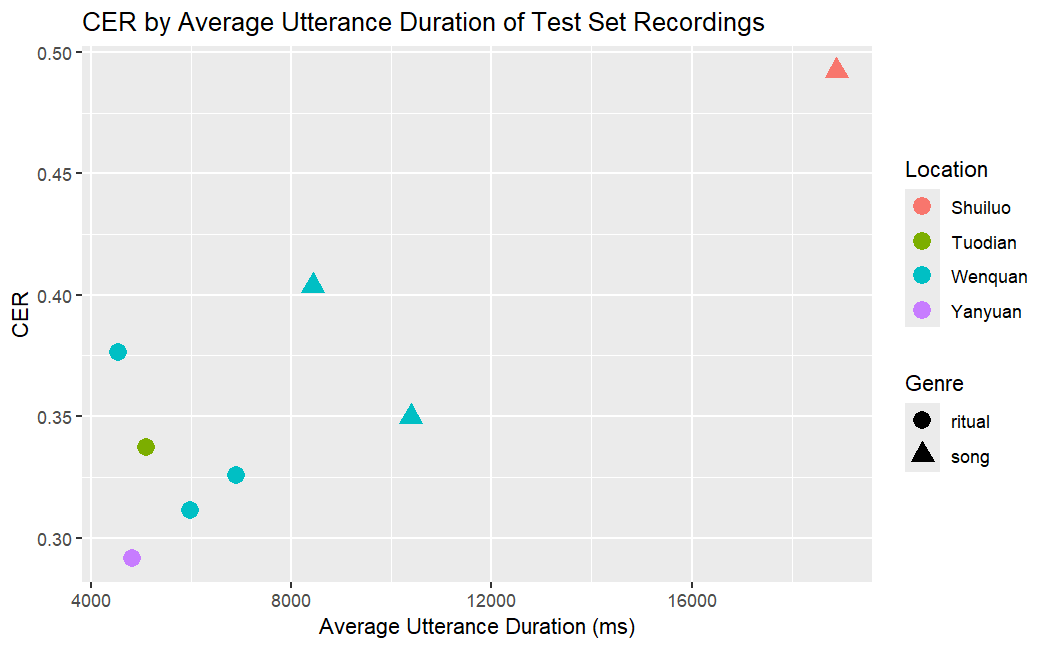 CER by Average Utterance Duration of Test Set Recordings
CER
0.50
0.45
0.40
0.35
0.30
4000 8000 12000 16000
Average Utterance Duration (ms)
Location
Shuiluo
Tuodian
Wenquan
Yanyuan
Genre
ritual
song